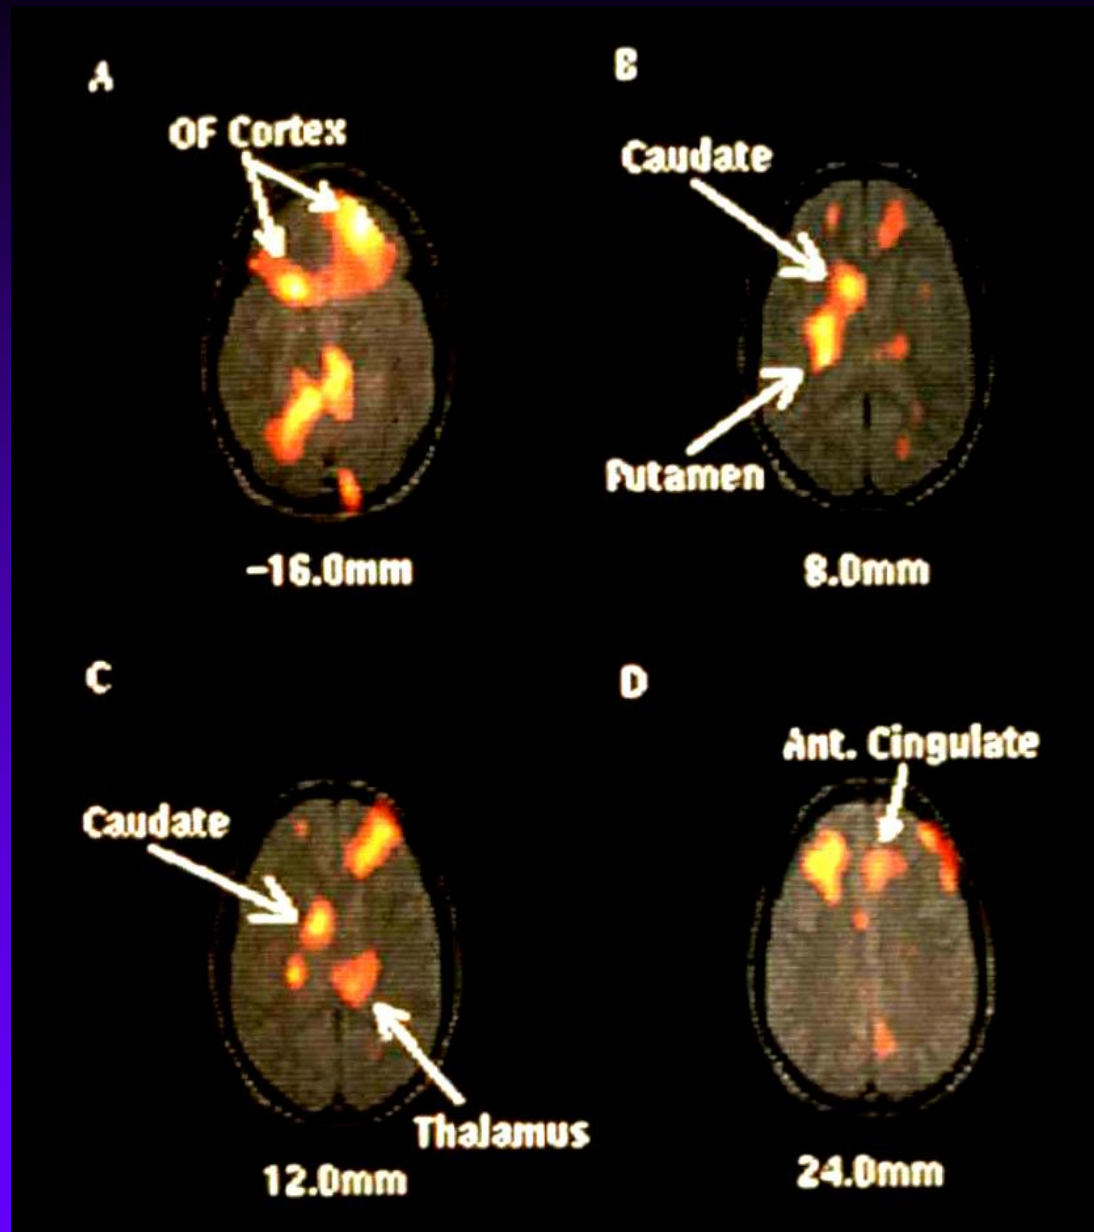 A
OF Cortex
-16.0mm
B
Caudate
Putamen
8.0mm
C
Caudate
Thalamus
12.0mm
D
Ant. Cingulate
24.0mm